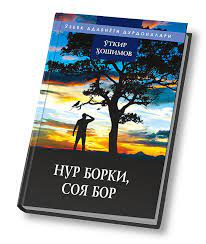 ЎЗБЕК АДАБИЁТИ ДУРДОНАЛАРИ
ЎТКИР
ҲОШИМОВ
НУР БОРКИ,
СОЯ БОР